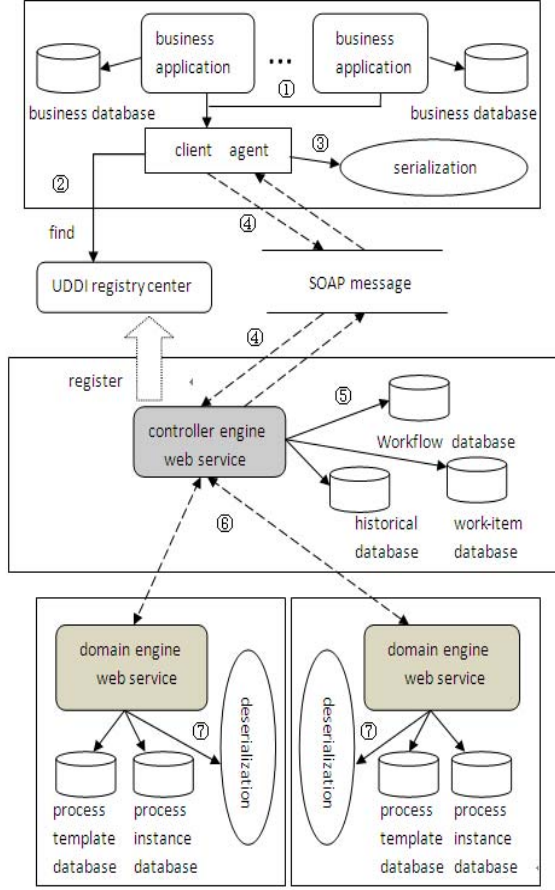 business
application
...
business
application
①
business database
business database
client agent
③
serialization
②
④
find
UDDI registry center
SOAP message
④
register
⑤
controller engine
web service
Workflow database
historical
database
work-item
database
⑥
domain engine
web service
deserialization
⑦
process
template
database
process
instance
database
domain engine
web service
deserialization
⑦
process
template
database
process
instance
database